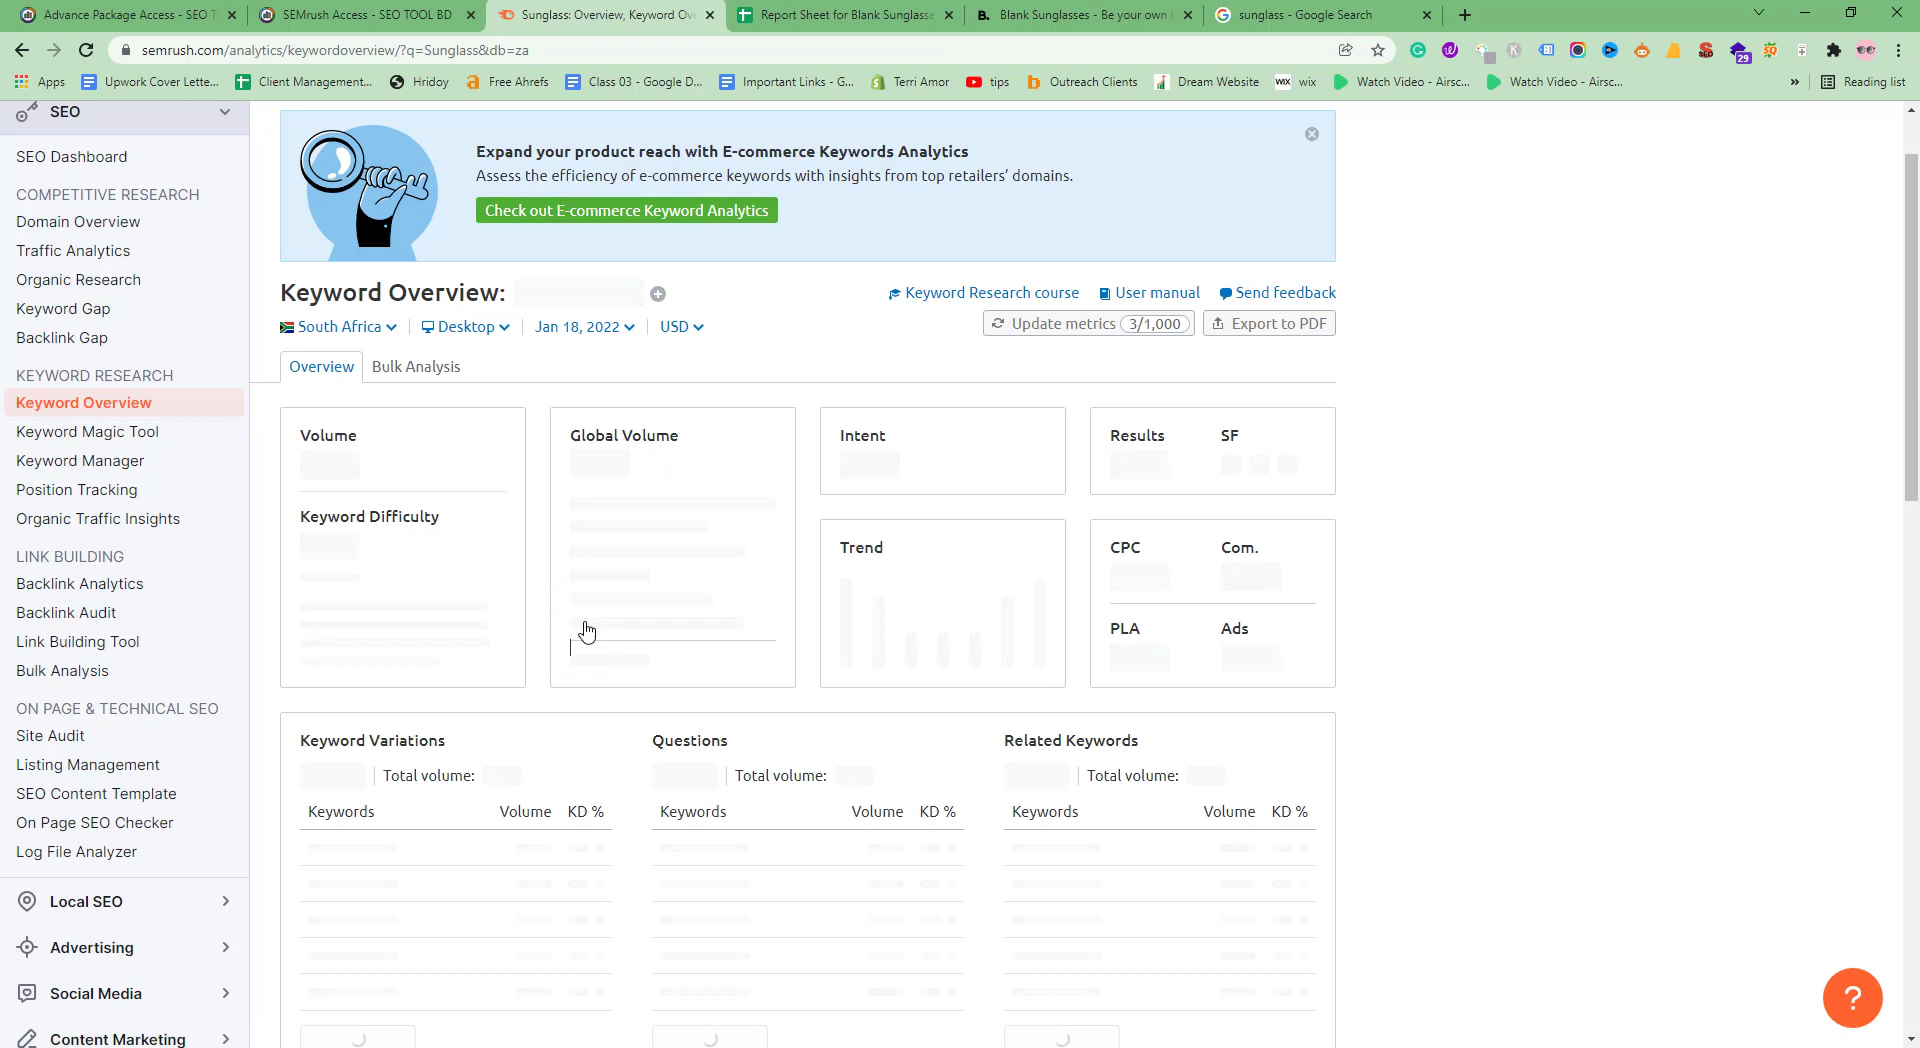 Advance Package Access - SEO T
SEMrush Access - SEO TOOL BD
Sunglass: Overview, Keyword Ov
Report Sheet for Blank Sunglasse
Blank Sunglasses - Be your own
sunglass - Google Search
semrush.com/analytics/keywordoverview/?q=Sunglass&db=za
29
Apps
Upwork Cover Lette...
Client Management...
Hridoy
Free Ahrefs
Class 03 - Google D...
Important Links - G...
Terri Amor
tips
Outreach Clients
Dream Website
WIX wix
Watch Video - Airsc...
Watch Video - Airsc...
»
Reading list
SEO
SEO Dashboard
COMPETITIVE RESEARCH
Domain Overview
Traffic Analytics
Organic Research
Keyword Gap
Backlink Gap
KEYWORD RESEARCH
Keyword Overview
Keyword Magic Tool
Keyword Manager
Position Tracking
Organic Traffic Insights
LINK BUILDING
Backlink Analytics
Backlink Audit
Link Building Tool
Bulk Analysis
ON PAGE & TECHNICAL SEO
Site Audit
Listing Management
SEO Content Template
On Page SEO Checker
Log File Analyzer
Local SEO
Advertising
Social Media
Content Marketing
Expand your product reach with E-commerce Keywords Analytics
Assess the efficiency of e-commerce keywords with insights from top retailers’ domains.
Check out E-commerce Keyword Analytics
Keyword Overview:
Keyword Research course
User manual
Send feedback
South Africa
Desktop
Jan 18, 2022
USD
Update metrics 3/1,000
Export to PDF
Overview
Bulk Analysis
Volume
Keyword Difficulty
Global Volume
Intent
Trend
Results SF
CPC Com.
PLA Ads
Keyword Variations
Total volume:
Keywords Volume KD %
Questions
Total volume:
Keywords Volume KD %
Related Keywords
Total volume:
Keywords Volume KD %
?